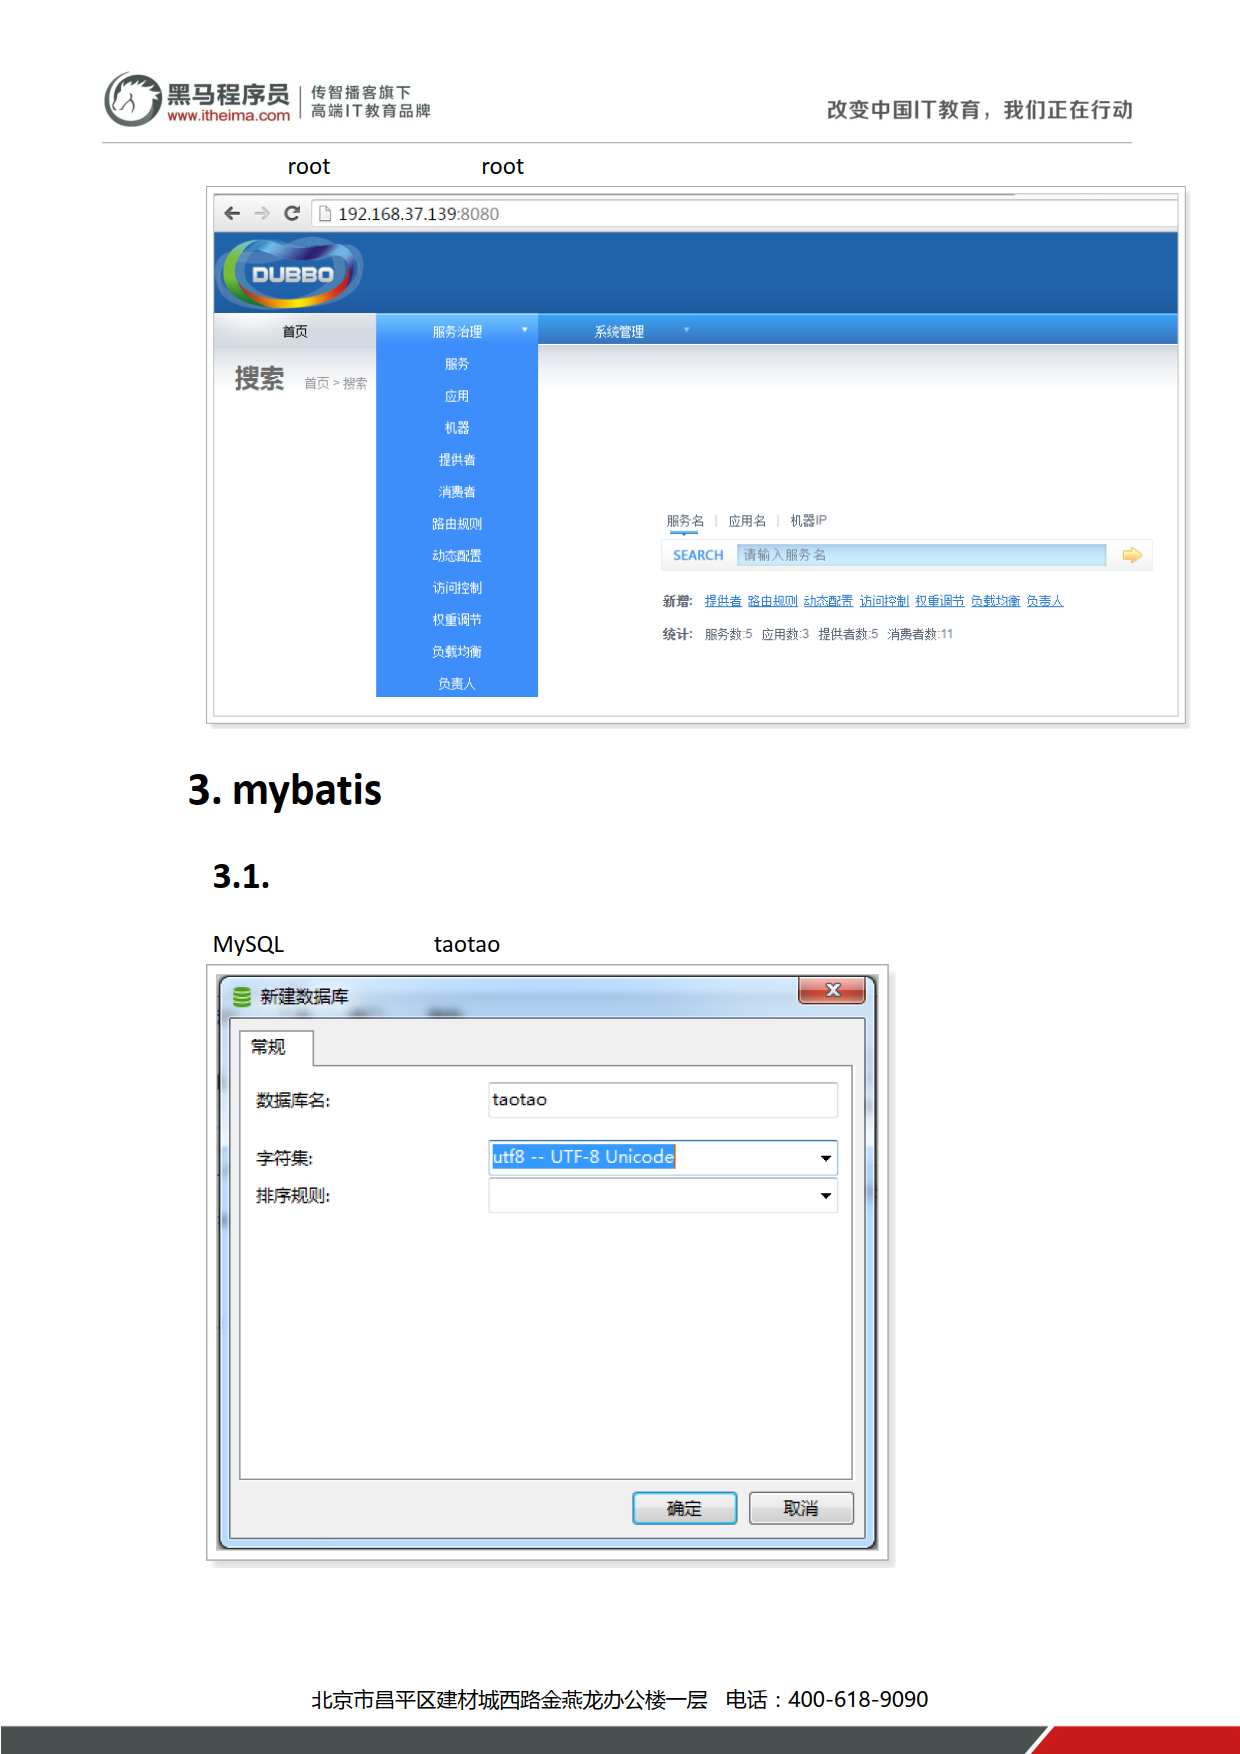 黑马程序员 传智播客旗下
www.itheima.com 高端IT教育品牌
改变中国IT教育，我们正在行动
root root
192.168.37.139:8080
DUBBO
首页 服务治理 系统管理
搜索 首页 > 搜索
服务
应用
机器
提供者
消费者
路由规则
动态配置
访问控制
权重调节
负载均衡
负责人
服务名 | 应用名 | 机器IP
SEARCH 请输入服务名
新增: 提供者 路由规则 动态配置 访问控制 权重调节 负载均衡 负责人
统计: 服务数:5 应用数:3 提供者数:5 消费者数:11
3. mybatis
3.1.
MySQL taotao
新建数据库
常规
数据库名: taotao
字符集: utf8 -- UTF-8 Unicode
排序规则:
确定 取消
北京市昌平区建材城西路金燕龙办公楼一层 电话：400-618-9090